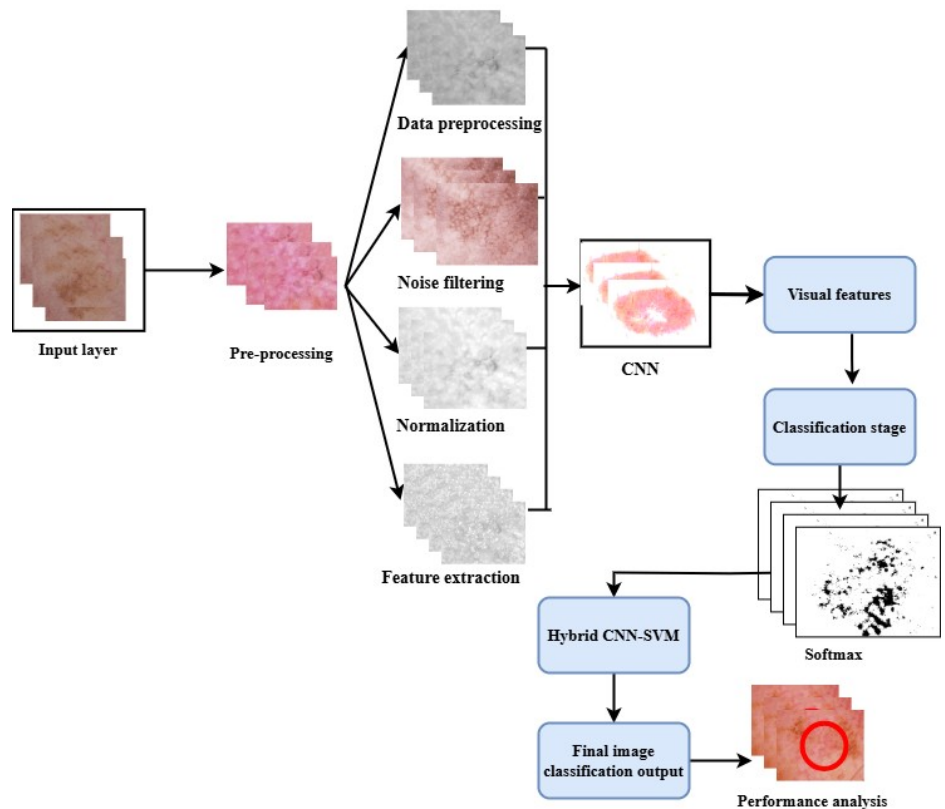 Input layer
Pre-processing
Data preprocessing
Noise filtering
Normalization
Feature extraction
CNN
Visual features
Classification stage
Softmax
Hybrid CNN-SVM
Final image
classification output
Performance analysis